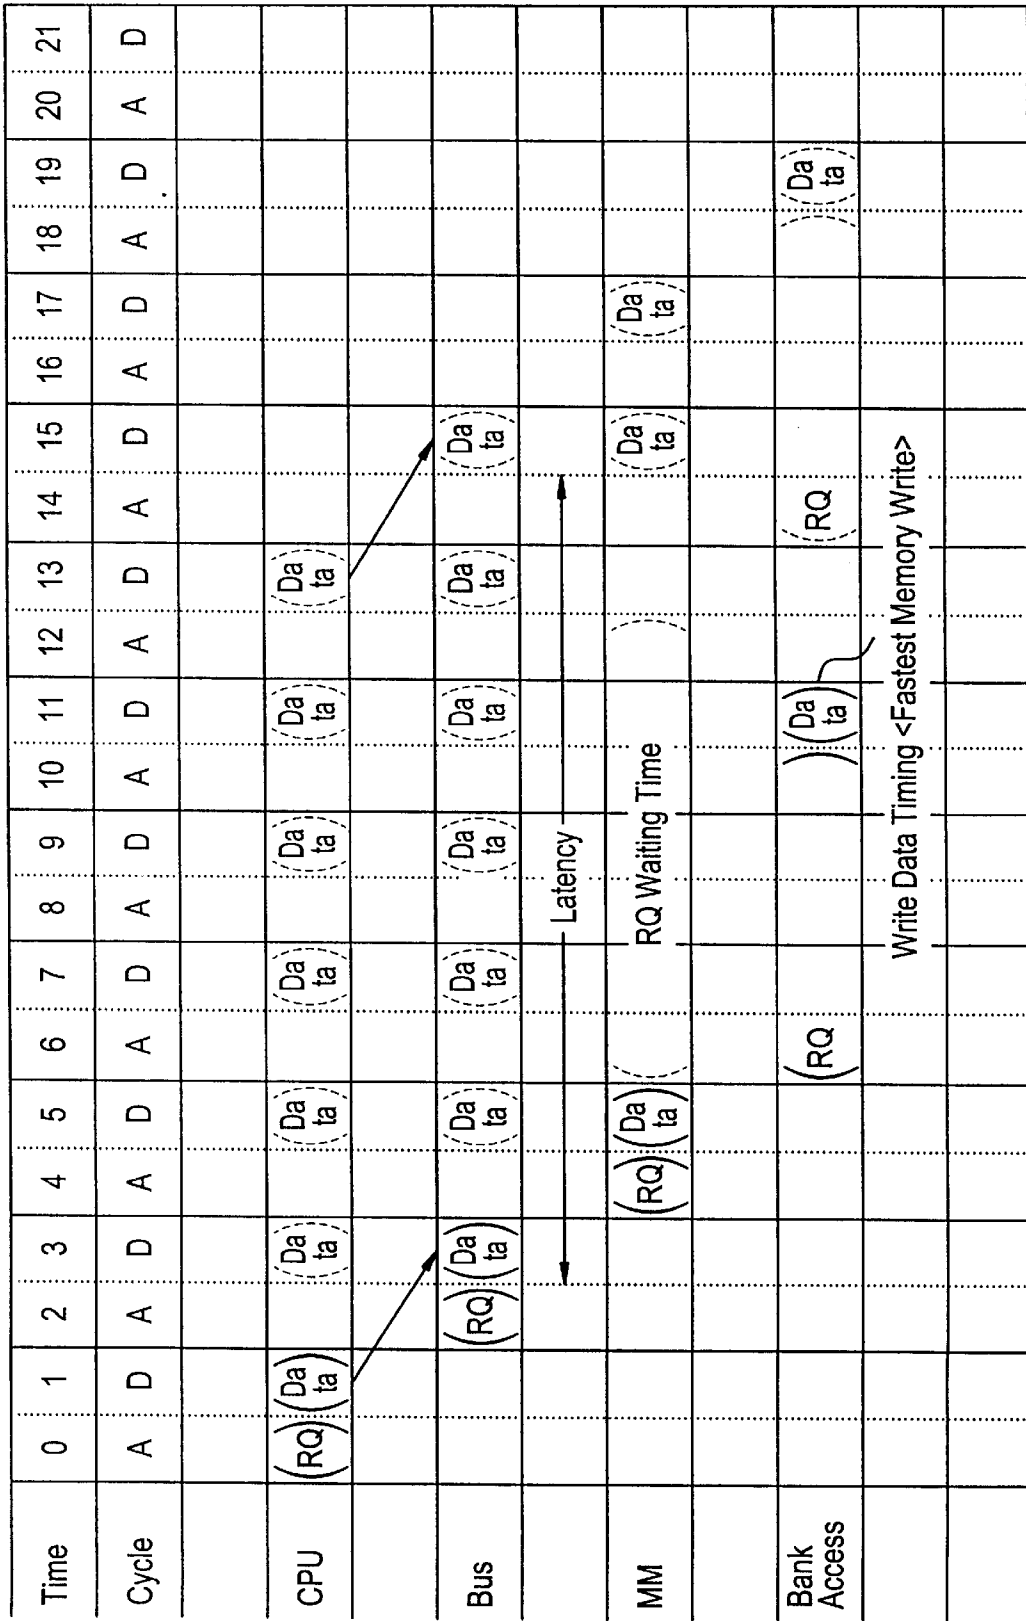 Time 0 1 2 3 4 5 6 7 8 9 10 11 12 13 14 15 16 17 18 19 20 21
Cycle A D A D A D A D A D A D A D A D A D A D A D
CPU (RQ) (Da ta) (Da ta) (Da ta) (Da ta) (Da ta) (Da ta) (Da ta)
Bus (RQ) (Da ta) (Da ta) (Da ta) (Da ta) (Da ta) (Da ta) (Da ta)
Latency
MM (RQ) (Da ta) ( RQ Waiting Time ) (Da ta) (Da ta)
Bank Access (RQ ) (Da ta) (RQ ) (Da ta)
Write Data Timing <Fastest Memory Write>